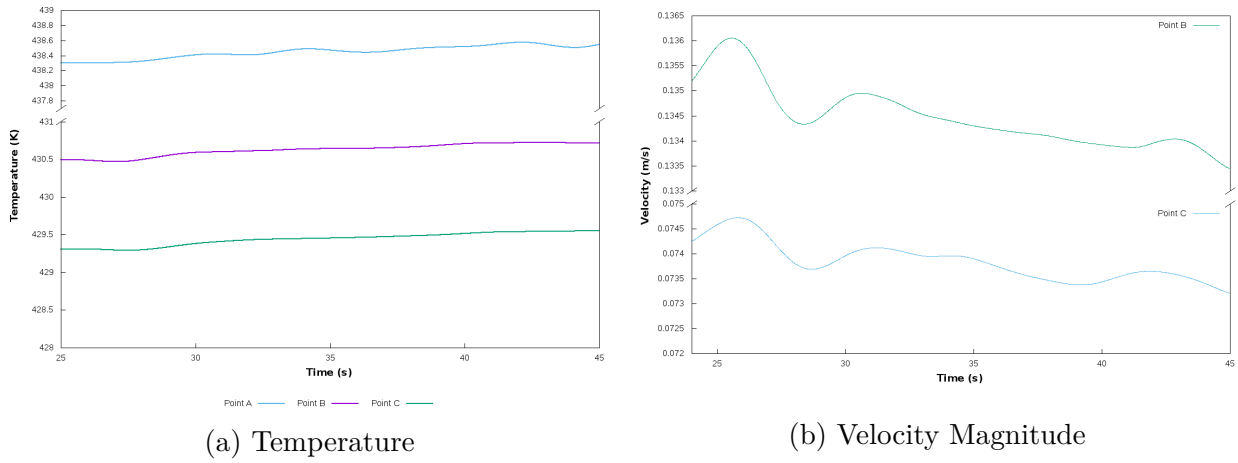 439
438.8
438.6
438.4
438.2
438
437.8
431
430.5
430
429.5
429
428.5
428
Temperature (K)
25 30 35 40 45
Time (s)
Point A Point B Point C
(a) Temperature
0.1365
0.136
0.1355
0.135
0.1345
0.134
0.1335
0.133
0.075
0.0745
0.074
0.0735
0.073
0.0725
0.072
Velocity (m/s)
Point B
Point C
25 30 35 40 45
Time (s)
(b) Velocity Magnitude